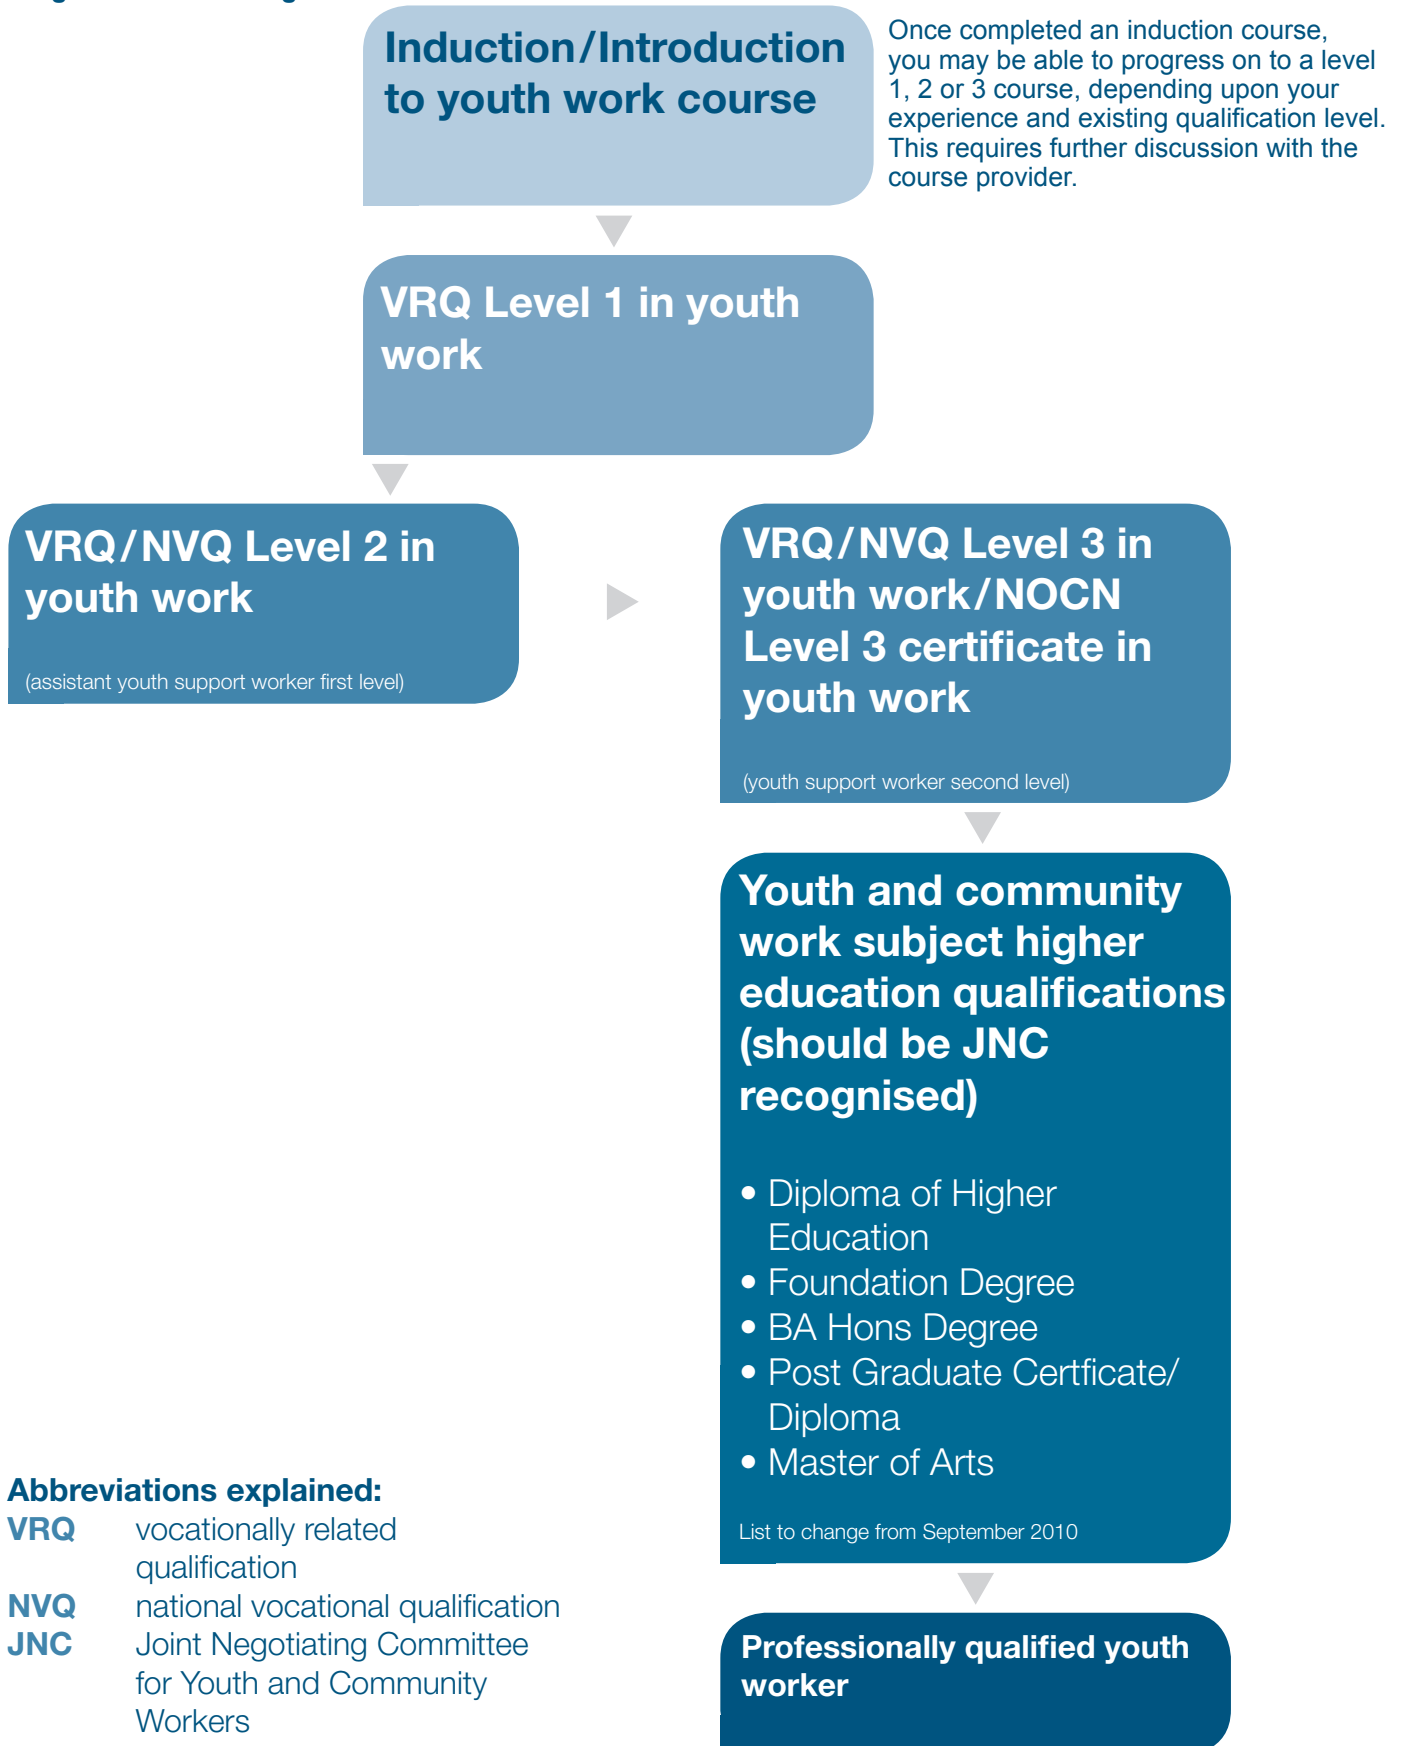 Induction/Introduction
to youth work course
Once completed an induction course,
you may be able to progress on to a level
1, 2 or 3 course, depending upon your
experience and existing qualification level.
This requires further discussion with the
course provider.
VRQ Level 1 in youth
work
VRQ/NVQ Level 2 in
youth work
(assistant youth support worker first level)
VRQ/NVQ Level 3 in
youth work/NOCN
Level 3 certificate in
youth work
(youth support worker second level)
Youth and community
work subject higher
education qualifications
(should be JNC
recognised)
• Diploma of Higher
Education
• Foundation Degree
• BA Hons Degree
• Post Graduate Certficate/
Diploma
• Master of Arts
List to change from September 2010
Abbreviations explained:
VRQ vocationally related
qualification
NVQ national vocational qualification
JNC Joint Negotiating Committee
for Youth and Community
Workers
Professionally qualified youth
worker